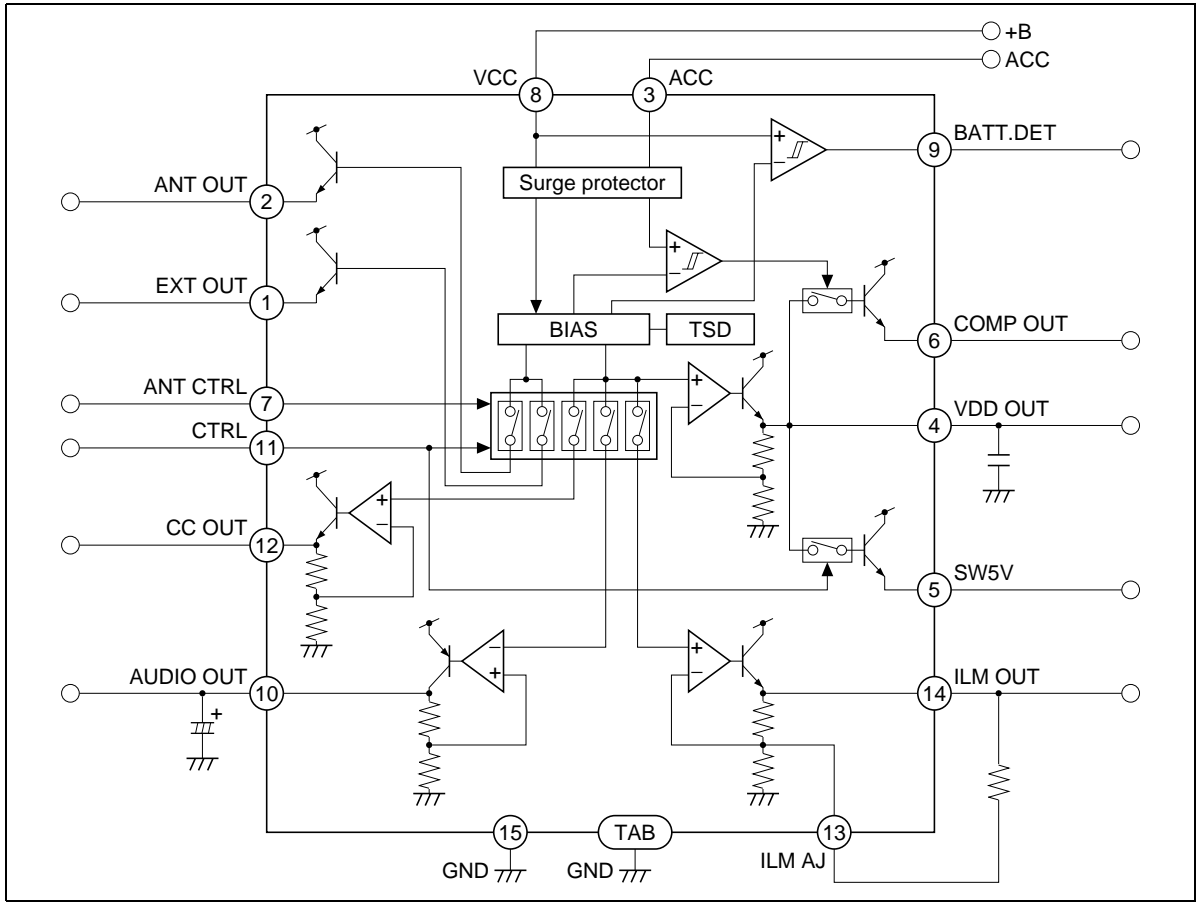 +B
ACC
VCC
ACC
8
3
BATT.DET
9
+
−
Surge protector
ANT OUT
2
+
−
EXT OUT
1
BIAS
TSD
COMP OUT
6
ANT CTRL
7
+
−
VDD OUT
4
CTRL
11
+
−
CC OUT
12
SW5V
5
AUDIO OUT
10
+
−
+
+
−
ILM OUT
14
15
TAB
13
GND
GND
ILM AJ